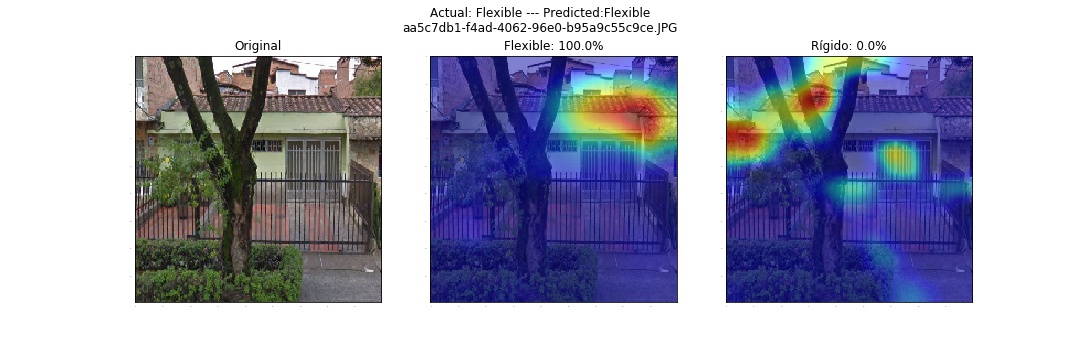 Actual: Flexible --- Predicted:Flexible
aa5c7db1-f4ad-4062-96e0-b95a9c55c9ce.JPG
Original
Flexible: 100.0%
Rígido: 0.0%